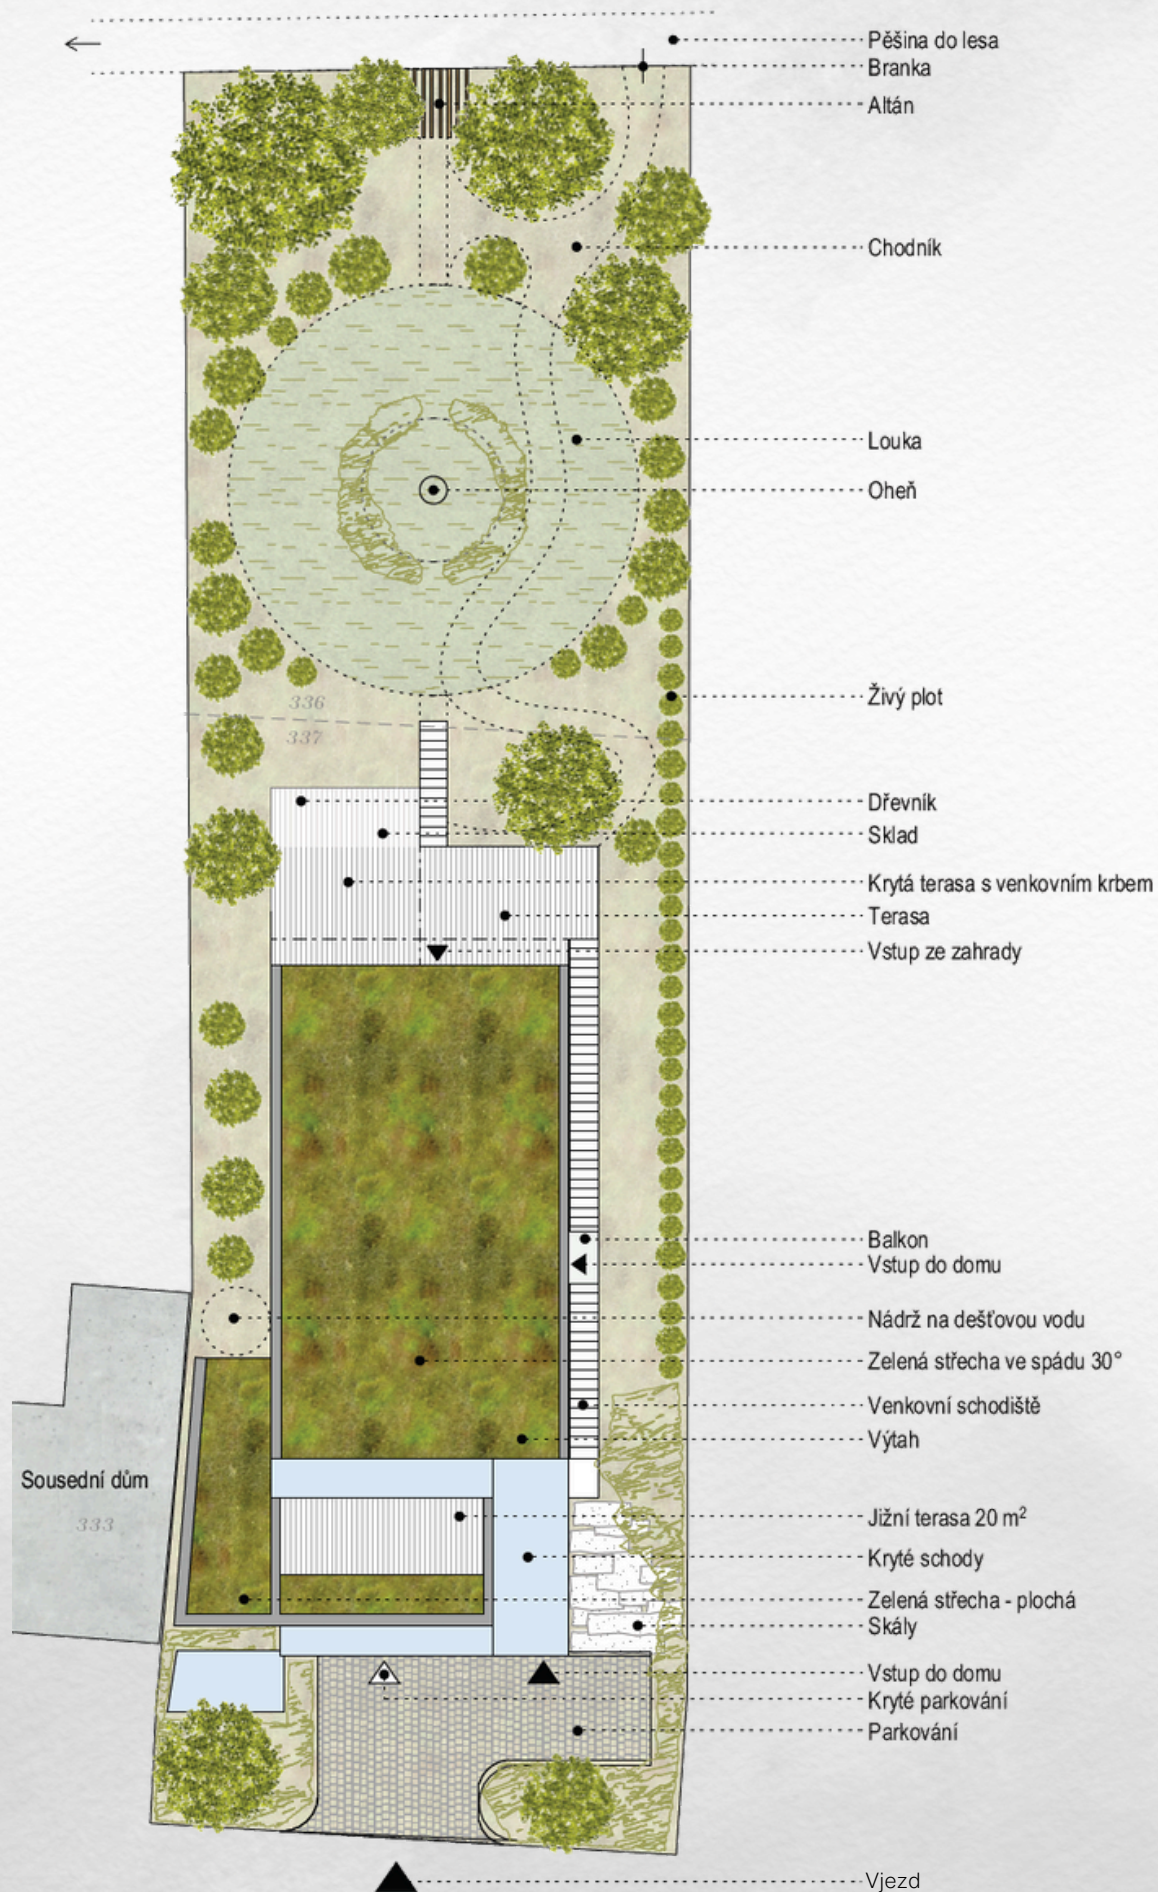 Pěšina do lesa
Branka
Altán
Chodník
Louka
Oheň
Živý plot
336
337
Dřevník
Sklad
Krytá terasa s venkovním krbem
Terasa
Vstup ze zahrady
Balkon
Vstup do domu
Nádrž na dešťovou vodu
Zelená střecha ve spádu 30°
Venkovní schodiště
Výtah
Sousední dům
333
Jižní terasa 20 m²
Kryté schody
Zelená střecha - plochá
Skály
Vstup do domu
Kryté parkování
Parkování
Vjezd